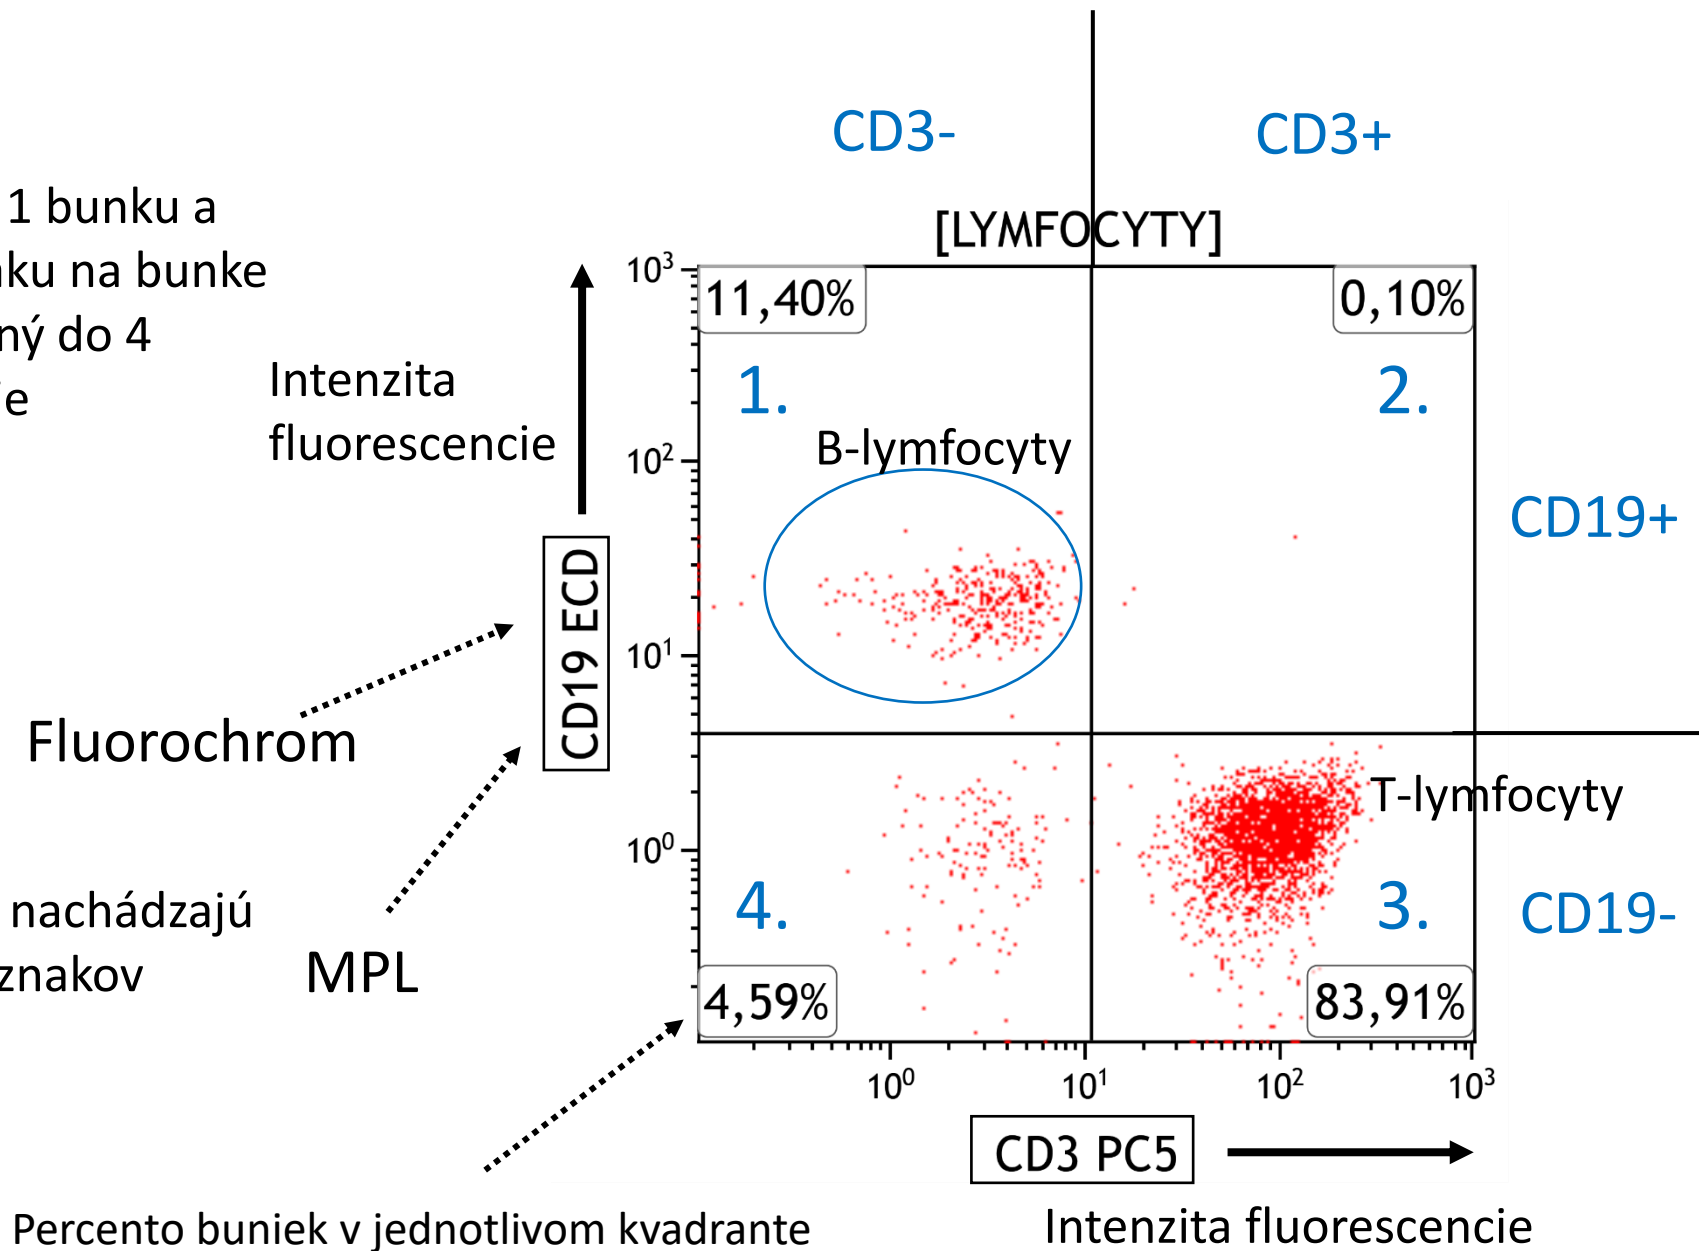 CD3-
CD3+
1 bunku a
na bunke
do 4
[LYMFOCYTY]
10³
11,40%
0,10%
Intenzita
fluorescencie
1.
2.
B-lymfocyty
10²
CD19+
CD19 ECD
10¹
Fluorochrom
T-lymfocyty
10⁰
nachádzajú
znakov
MPL
4.
3.
CD19-
4,59%
83,91%
10⁰
10¹
10²
10³
CD3 PC5
Percento buniek v jednotlivom kvadrante
Intenzita fluorescencie